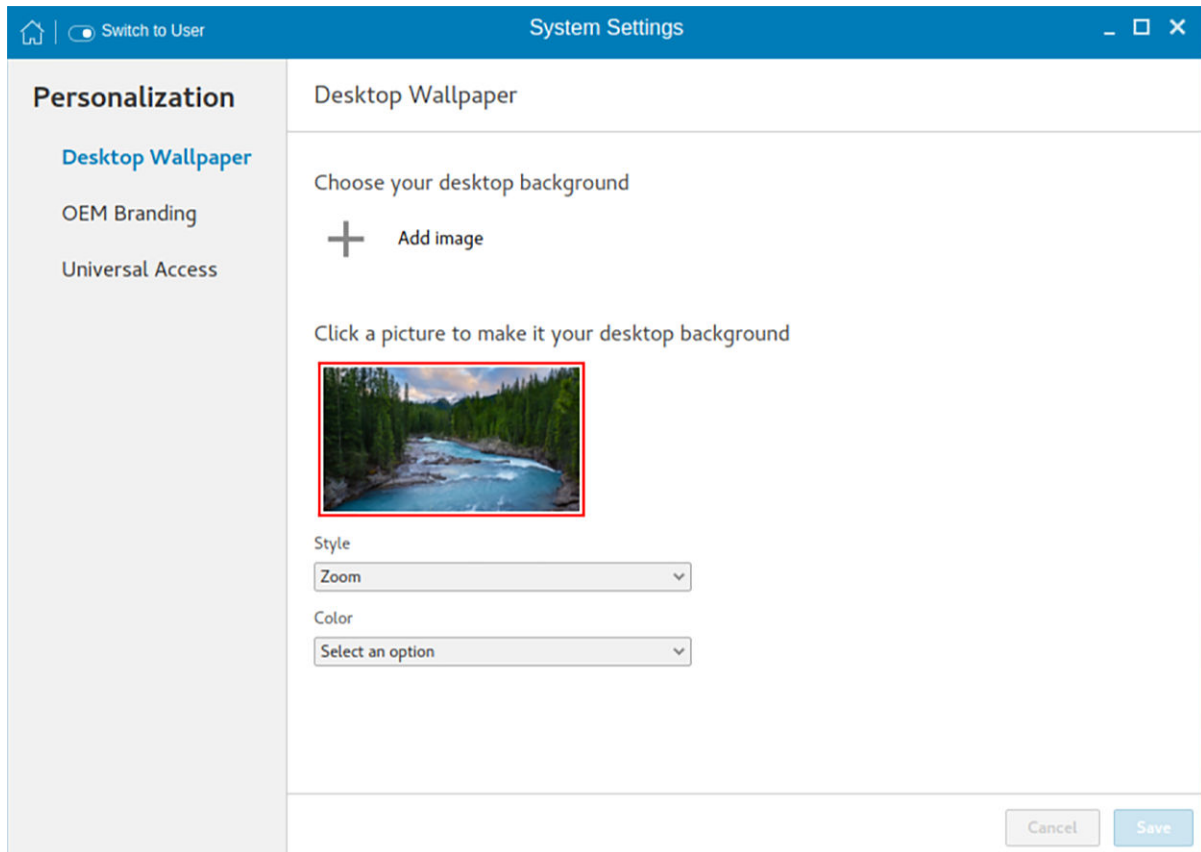 Switch to User
System Settings
Personalization
Desktop Wallpaper
OEM Branding
Universal Access
Desktop Wallpaper
Choose your desktop background
Add image
Click a picture to make it your desktop background
Style
Zoom
Color
Select an option
Cancel
Save